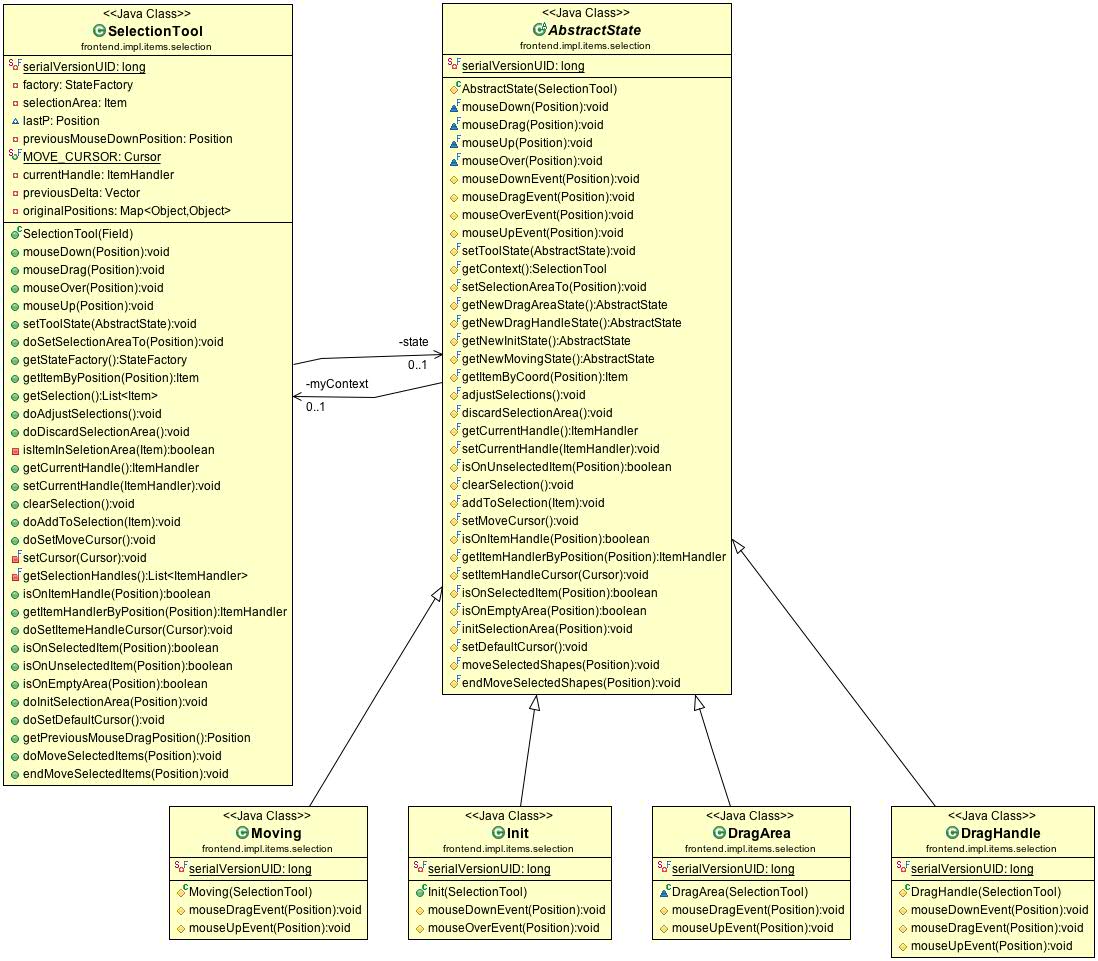 <<Java Class>>
SelectionTool
frontend.impl.items.selection
serialVersionUID: long
factory: StateFactory
selectionArea: Item
lastP: Position
previousMouseDownPosition: Position
MOVE_CURSOR: Cursor
currentHandle: ItemHandler
previousDelta: Vector
originalPositions: Map<Object,Object>
SelectionTool(Field)
mouseDown(Position):void
mouseDrag(Position):void
mouseOver(Position):void
mouseUp(Position):void
setToolState(AbstractState):void
doSetSelectionAreaTo(Position):void
getStateFactory():StateFactory
getItemByPosition(Position):Item
getSelection():List<Item>
doAdjustSelections():void
doDiscardSelectionArea():void
isItemInSeletionArea(Item):boolean
getCurrentHandle():ItemHandler
setCurrentHandle(ItemHandler):void
clearSelection():void
doAddToSelection(Item):void
doSetMoveCursor():void
setCursor(Cursor):void
getSelectionHandles():List<ItemHandler>
isOnItemHandle(Position):boolean
getItemHandlerByPosition(Position):ItemHandler
doSetItemeHandleCursor(Cursor):void
isOnSelectedItem(Position):boolean
isOnUnselectedItem(Position):boolean
isOnEmptyArea(Position):boolean
doInitSelectionArea(Position):void
doSetDefaultCursor():void
getPreviousMouseDragPosition():Position
doMoveSelectedItems(Position):void
endMoveSelectedItems(Position):void
-state
0..1
-myContext
0..1
<<Java Class>>
AbstractState
frontend.impl.items.selection
serialVersionUID: long
AbstractState(SelectionTool)
mouseDown(Position):void
mouseDrag(Position):void
mouseUp(Position):void
mouseOver(Position):void
mouseDownEvent(Position):void
mouseDragEvent(Position):void
mouseOverEvent(Position):void
mouseUpEvent(Position):void
setToolState(AbstractState):void
getContext():SelectionTool
setSelectionAreaTo(Position):void
getNewDragAreaState():AbstractState
getNewDragHandleState():AbstractState
getNewInitState():AbstractState
getNewMovingState():AbstractState
getItemByCoord(Position):Item
adjustSelections():void
discardSelectionArea():void
getCurrentHandle():ItemHandler
setCurrentHandle(ItemHandler):void
isOnUnselectedItem(Position):boolean
clearSelection():void
addToSelection(Item):void
setMoveCursor():void
isOnItemHandle(Position):boolean
getItemHandlerByPosition(Position):ItemHandler
setItemHandleCursor(Cursor):void
isOnSelectedItem(Position):boolean
isOnEmptyArea(Position):boolean
initSelectionArea(Position):void
setDefaultCursor():void
moveSelectedShapes(Position):void
endMoveSelectedShapes(Position):void
<<Java Class>>
Moving
frontend.impl.items.selection
serialVersionUID: long
Moving(SelectionTool)
mouseDragEvent(Position):void
mouseUpEvent(Position):void
<<Java Class>>
Init
frontend.impl.items.selection
serialVersionUID: long
Init(SelectionTool)
mouseDownEvent(Position):void
mouseOverEvent(Position):void
<<Java Class>>
DragArea
frontend.impl.items.selection
serialVersionUID: long
DragArea(SelectionTool)
mouseDragEvent(Position):void
mouseUpEvent(Position):void
<<Java Class>>
DragHandle
frontend.impl.items.selection
serialVersionUID: long
DragHandle(SelectionTool)
mouseDownEvent(Position):void
mouseDragEvent(Position):void
mouseUpEvent(Position):void